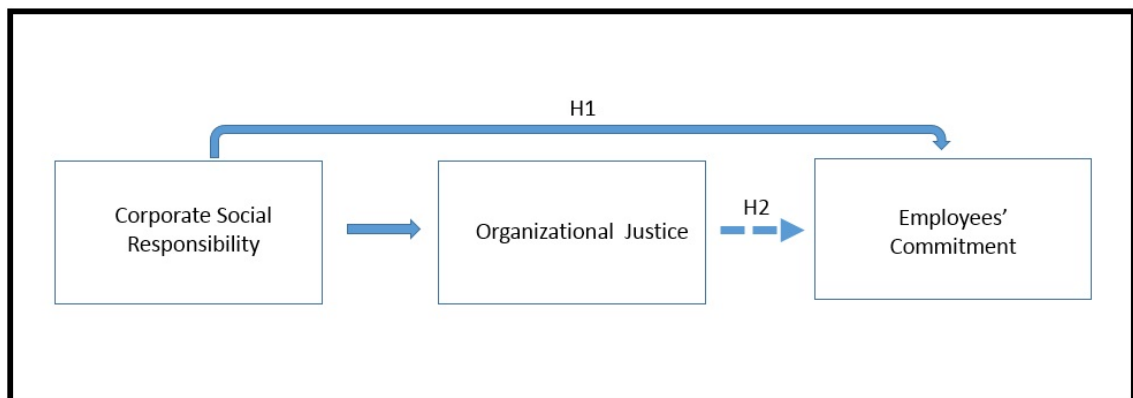 H1
Corporate Social
Responsibility
Organizational Justice
H2
Employees’
Commitment